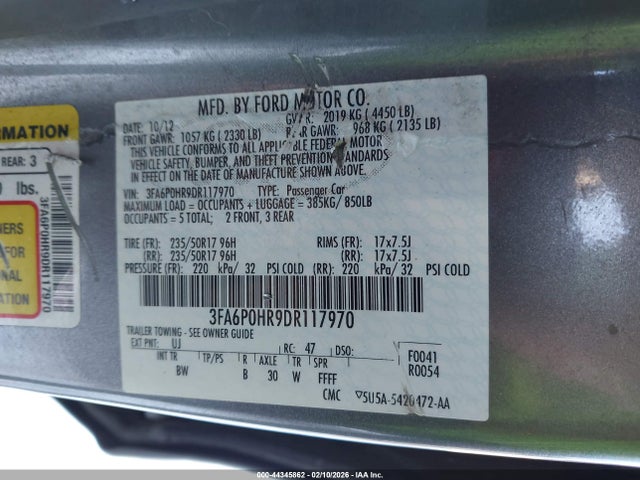 MFD. BY FORD MOTOR CO.
DATE: 10/12 GVWR: 2019 KG ( 4450 LB)
FRONT GAWR: 1057 KG ( 2330 LB) GAWR: 968 KG ( 2135 LB)
THIS VEHICLE CONFORMS TO ALL APPLICABLE FEDERAL MOTOR
VEHICLE SAFETY, BUMPER, AND THEFT PREVENTION STANDARDS
IN EFFECT ON THE DATE OF MANUFACTURE SHOWN ABOVE.
VIN: 3FA6P0HR9DR117970 TYPE: Passenger Car
MAXIMUM LOAD = OCCUPANTS + LUGGAGE = 385KG/ 850LB
OCCUPANTS = 5 TOTAL; 2 FRONT, 3 REAR
TIRE (FR): 235/50R17 96H RIMS (FR): 17x7.5J
(RR): 235/50R17 96H (RR): 17x7.5J
PRESSURE (FR): 220 kPa/ 32 PSI COLD (RR): 220 kPa/ 32 PSI COLD
3FA6P0HR9DR117970
TRAILER TOWING - SEE OWNER GUIDE
EXT PNT: UJ RC: 47 DSO: F0041
INT TR TP/PS R AXLE TR SPR R0054
BW B 30 W FFFF
CMC 5U5A-5420472-AA
ORMATION
REAR: 3
lbs.
NERS
FOR
ONAL
ATION
3FA6P0HR9DR117970
000-44345862 - 02/10/2026 - IAA Inc.